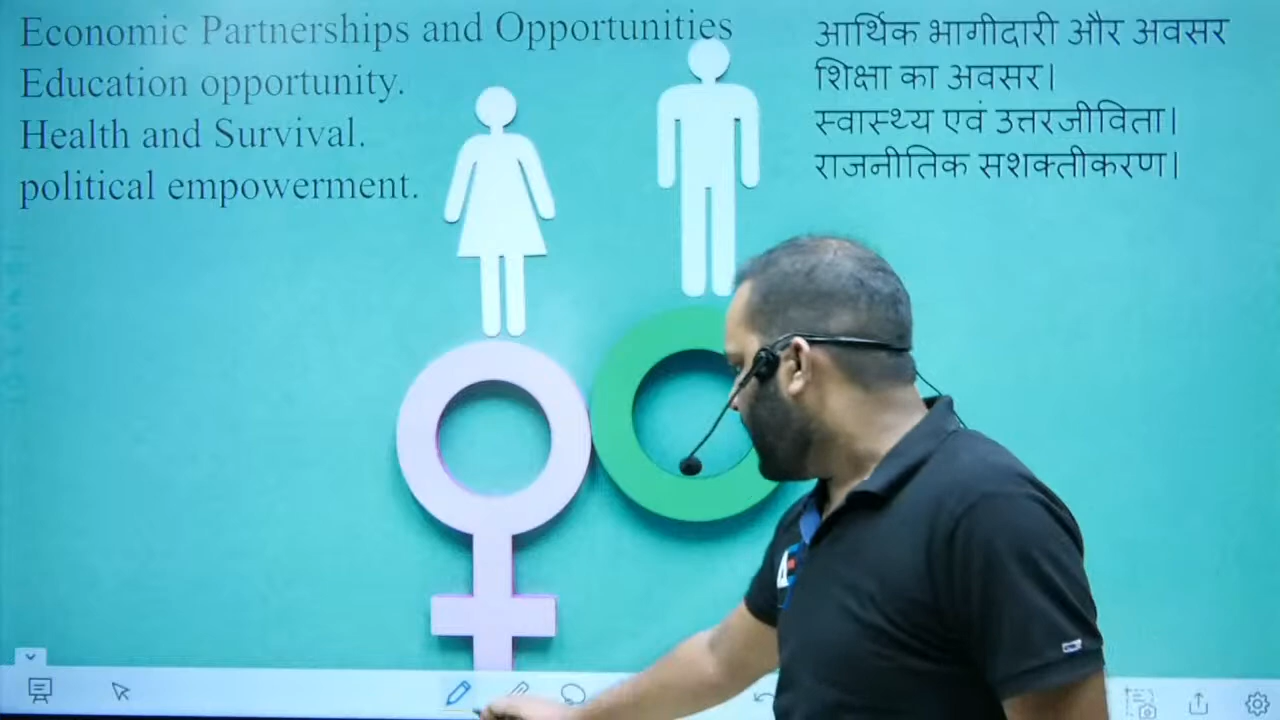 Economic Partnerships and Opportunities
Education opportunity.
Health and Survival.
political empowerment.
आर्थिक भागीदारी और अवसर
शिक्षा का अवसर।
स्वास्थ्य एवं उत्तरजीविता।
राजनीतिक सशक्तीकरण।